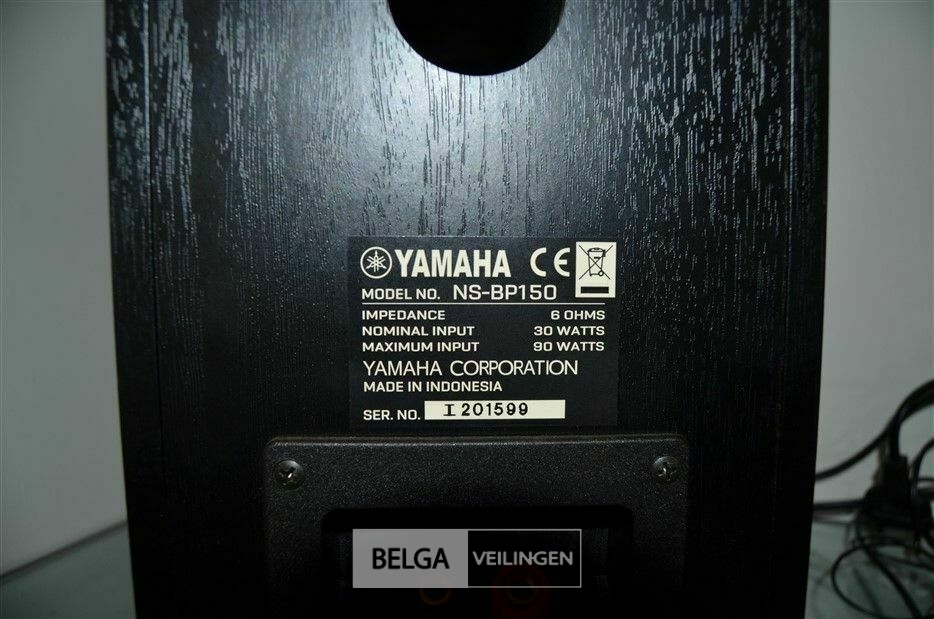 YAMAHA CE
MODEL NO. NS-BP150
IMPEDANCE 6 OHMS
NOMINAL INPUT 30 WATTS
MAXIMUM INPUT 90 WATTS
YAMAHA CORPORATION
MADE IN INDONESIA
SER. NO. I 201599
BELGA VEILINGEN